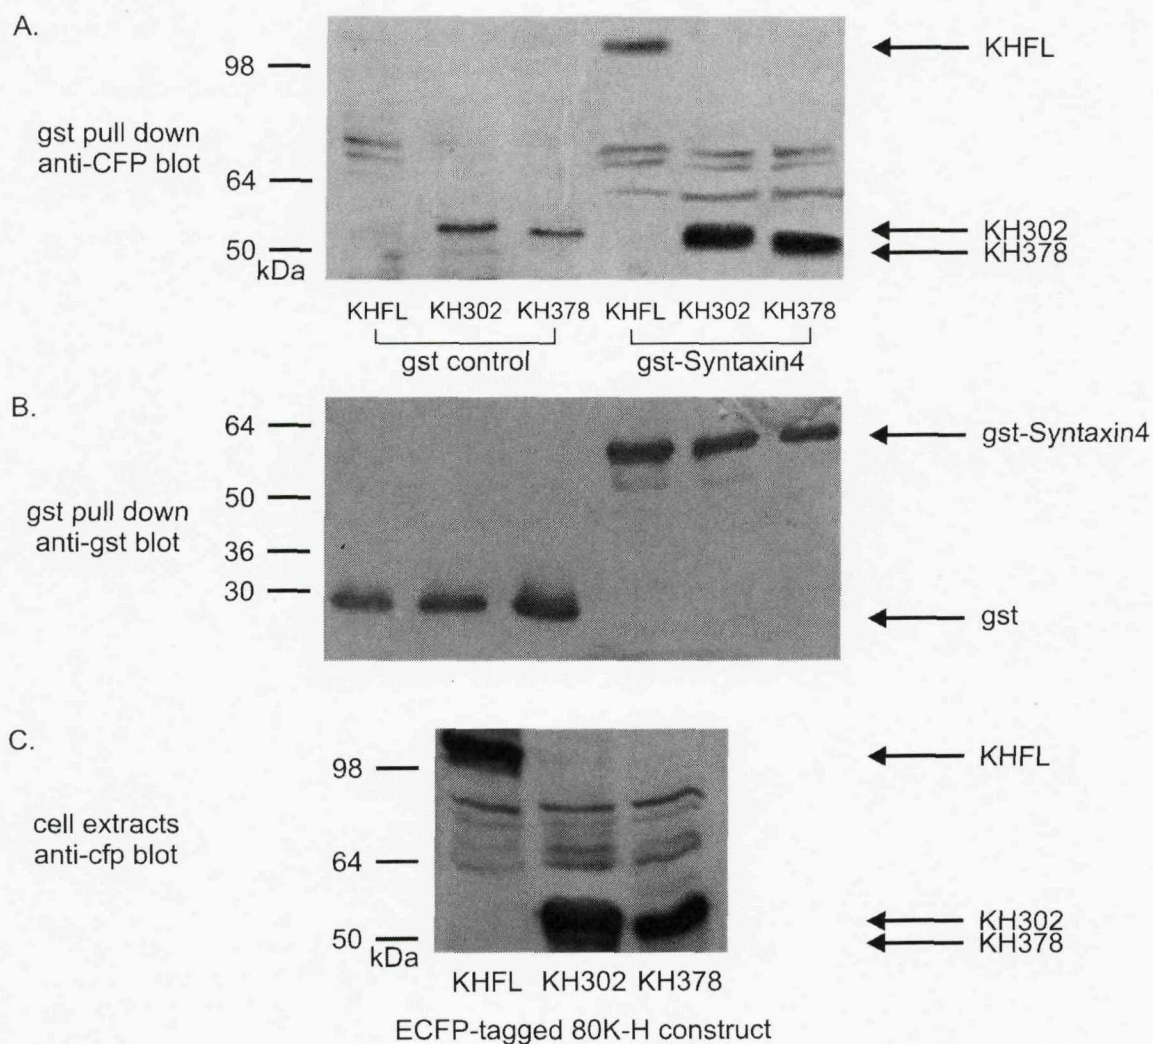 A.
98
64
50
kDa
gst pull down
anti-CFP blot
KHFL
KH302
KH378
KHFL KH302 KH378 KHFL KH302 KH378
gst control gst-Syntaxin4
B.
64
50
36
30
gst pull down
anti-gst blot
gst-Syntaxin4
gst
C.
98
64
50
kDa
cell extracts
anti-cfp blot
KHFL
KH302
KH378
KHFL KH302 KH378
ECFP-tagged 80K-H construct